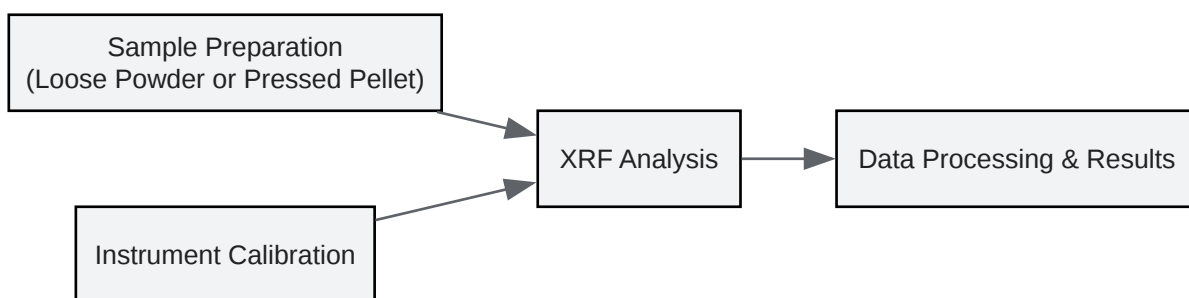 Sample Preparation
(Loose Powder or Pressed Pellet)
XRF Analysis
Data Processing & Results
Instrument Calibration